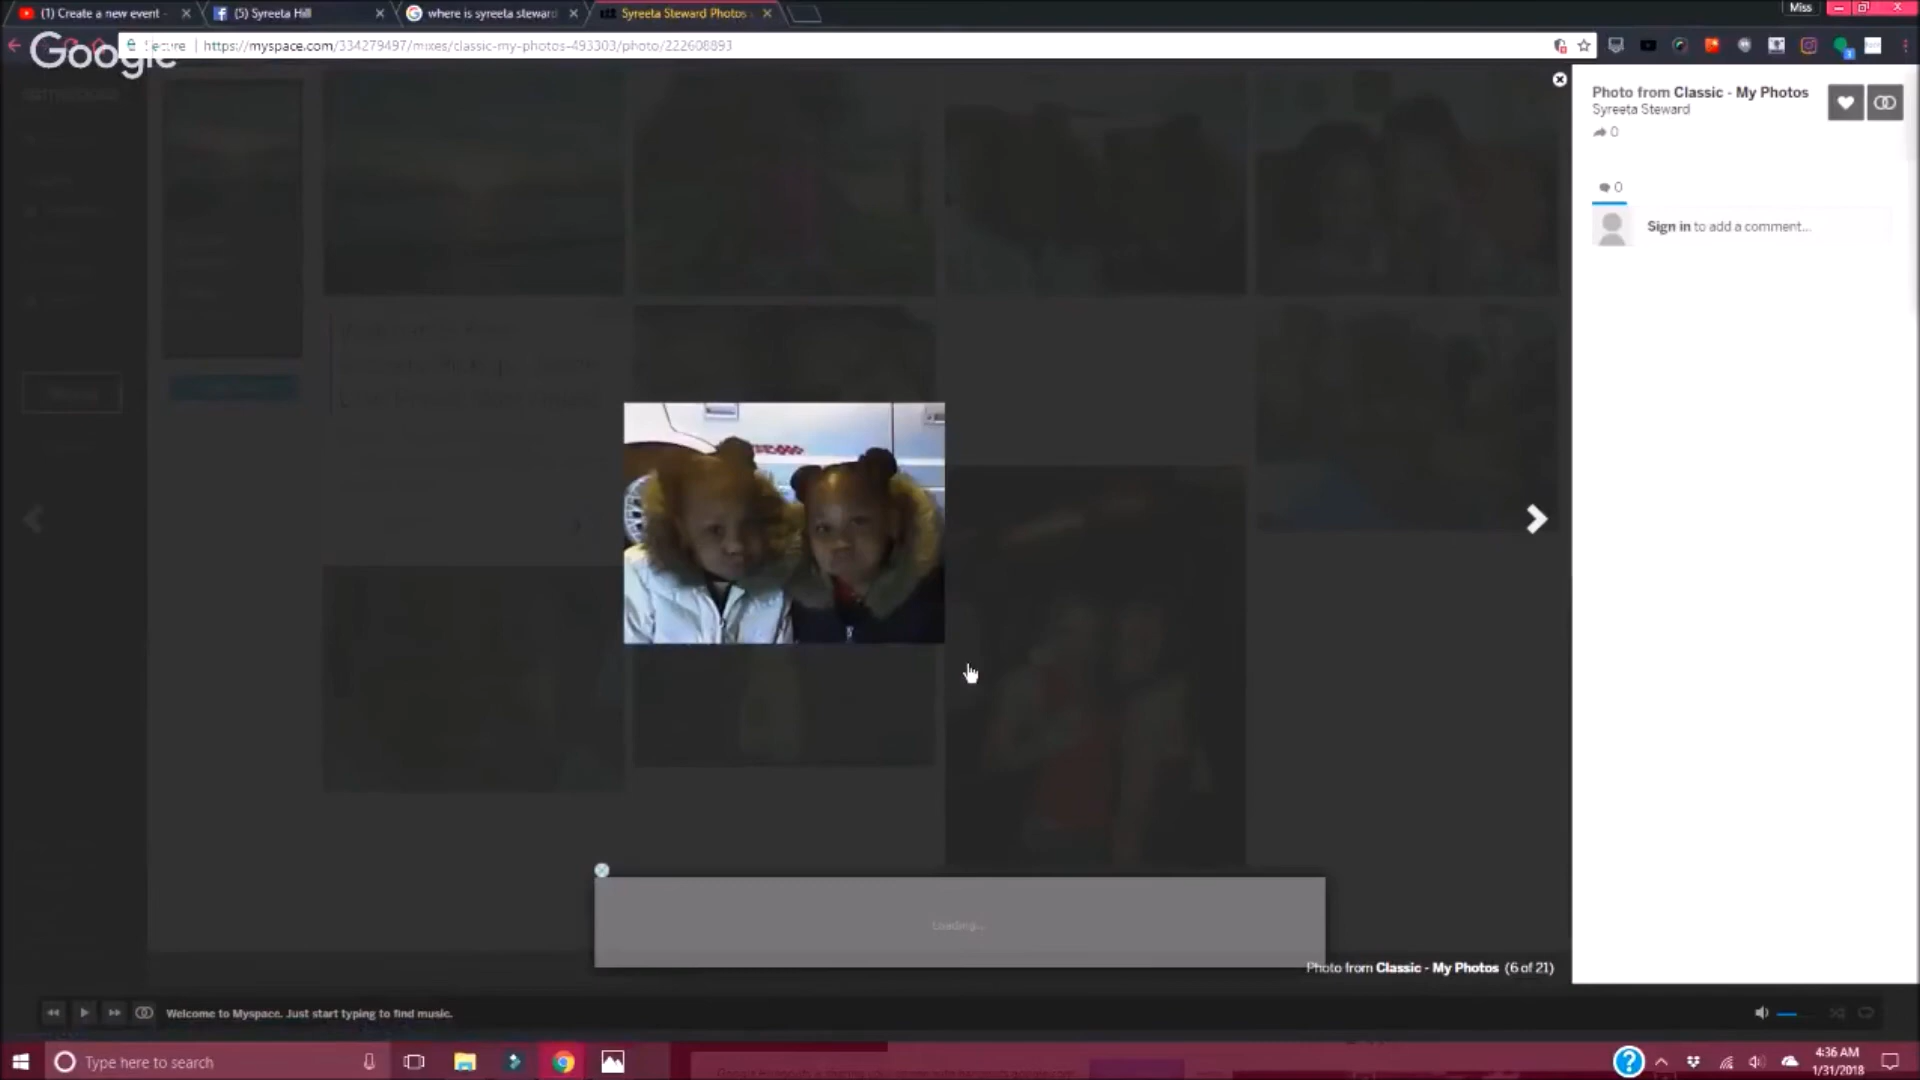 (1) Create a new event -
(5) Syreeta Hill
where is syreeta steward
Syreeta Steward Photos
Miss
Google
Secure
https://myspace.com/334279497/mixes/classic-my-photos-493303/photo/222608893
Photo from Classic - My Photos
Syreeta Steward
0
0
Sign in to add a comment...
Loading...
Photo from Classic - My Photos (6 of 21)
Welcome to Myspace. Just start typing to find music.
Type here to search
4:36 AM
1/31/2018